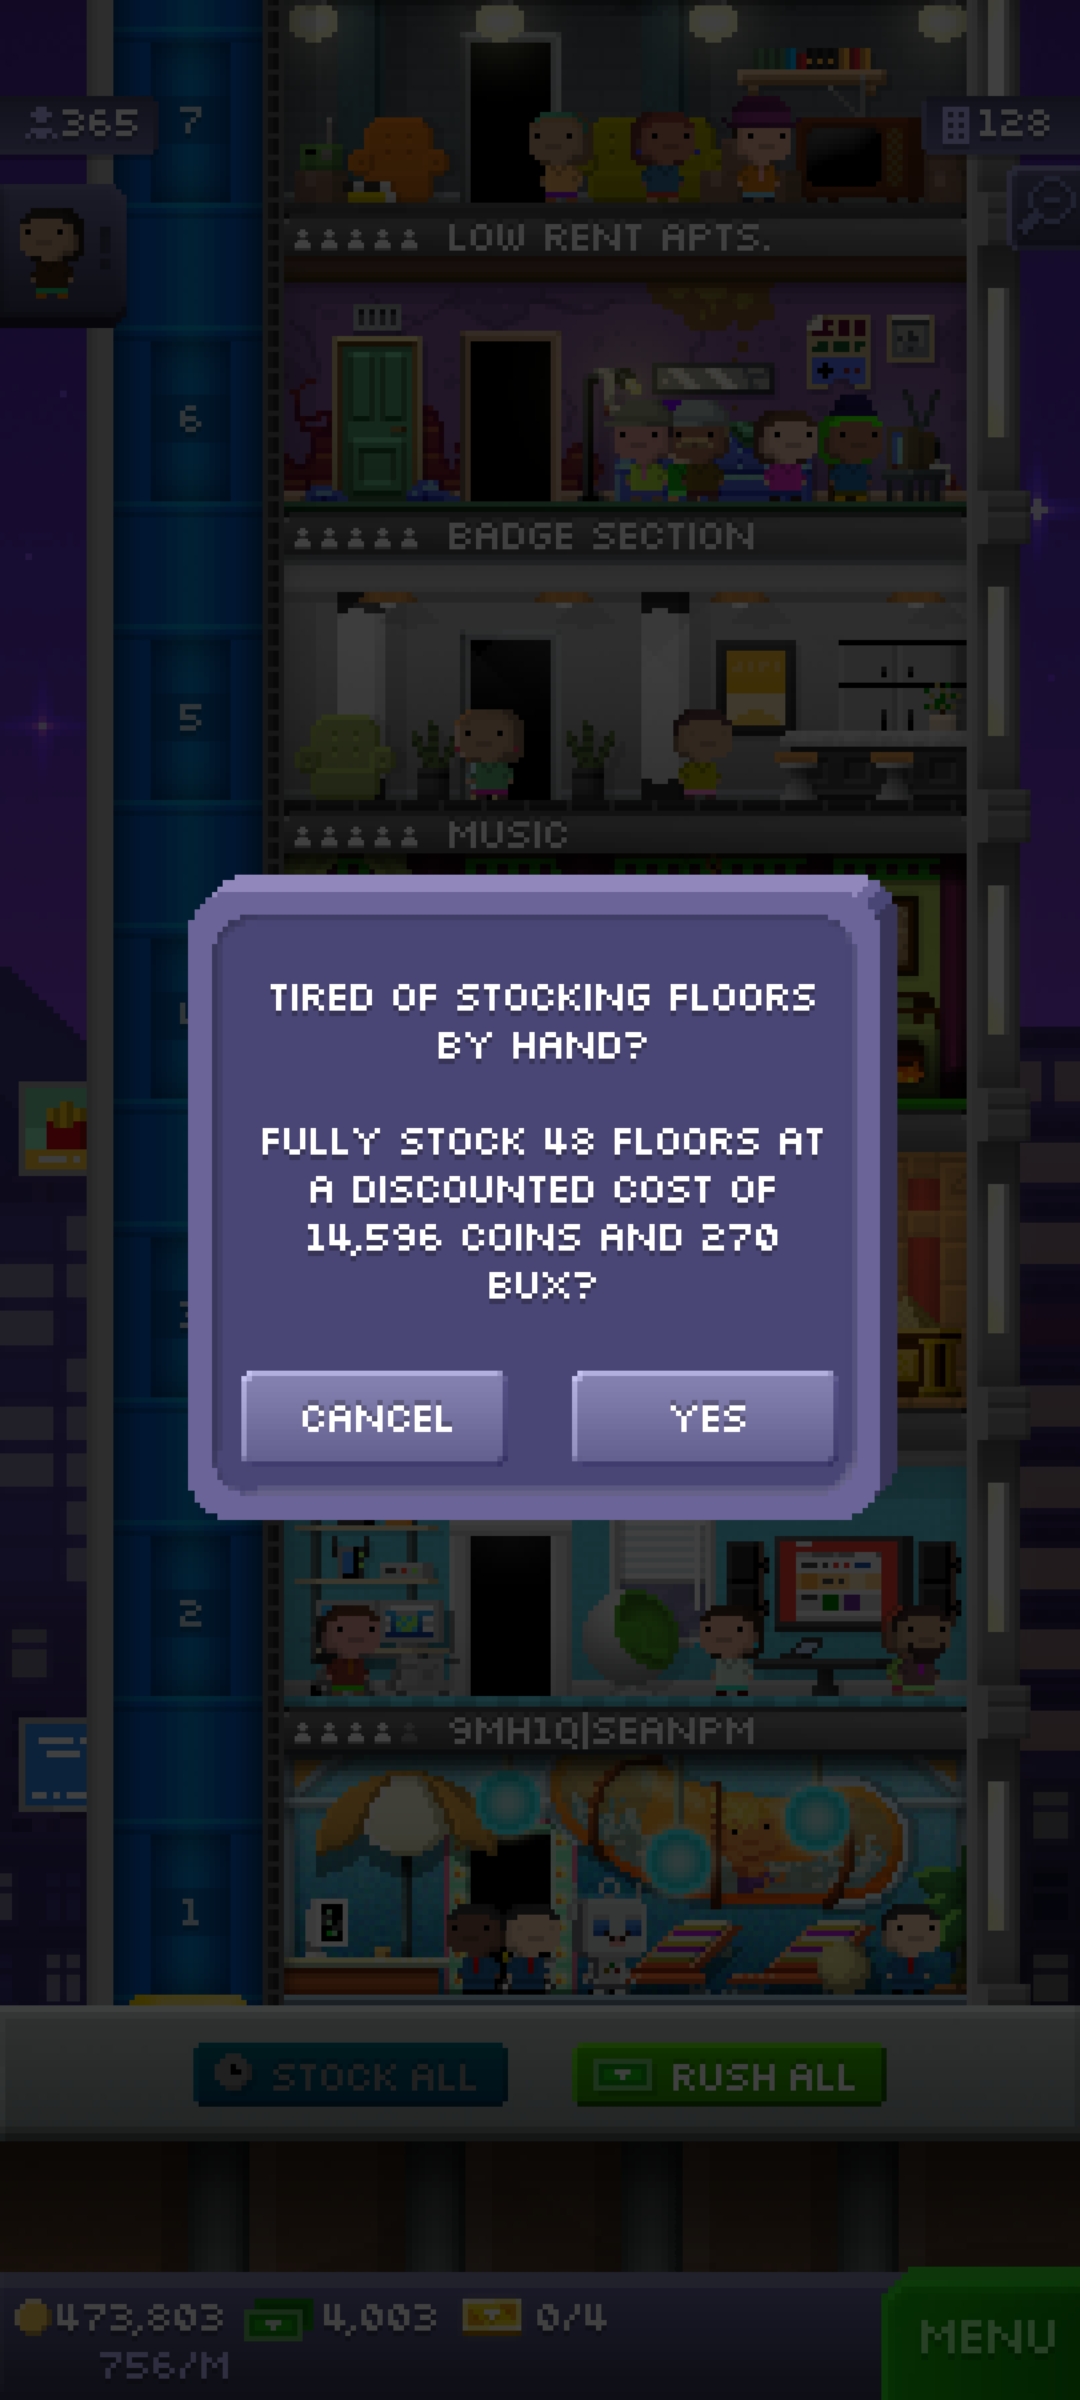 365
7
128
LOW RENT APTS.
6
BADGE SECTION
5
MUSIC
TIRED OF STOCKING FLOORS
BY HAND?
FULLY STOCK 48 FLOORS AT
A DISCOUNTED COST OF
14,596 COINS AND 270
BUX?
CANCEL
YES
2
9MH1Q|SEANPM
1
STOCK ALL
RUSH ALL
473,803
4,003
0/4
756/M
MENU